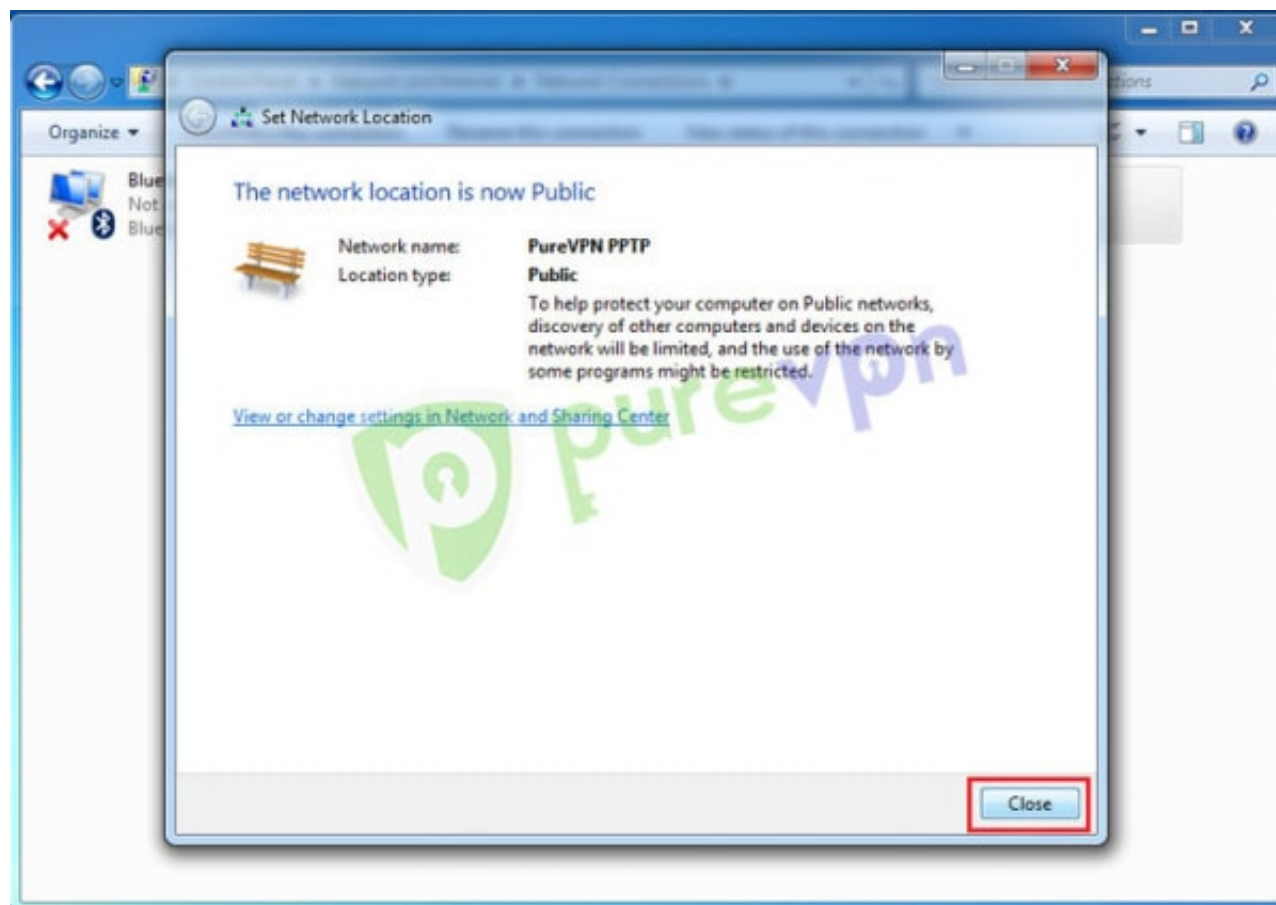 ctions
Organize
Set Network Location
Blue
Not
Blue
The network location is now Public
Network name: PureVPN PPTP
Location type: Public
To help protect your computer on Public networks,
discovery of other computers and devices on the
network will be limited, and the use of the network by
some programs might be restricted.
View or change settings in Network and Sharing Center
purevpn
Close